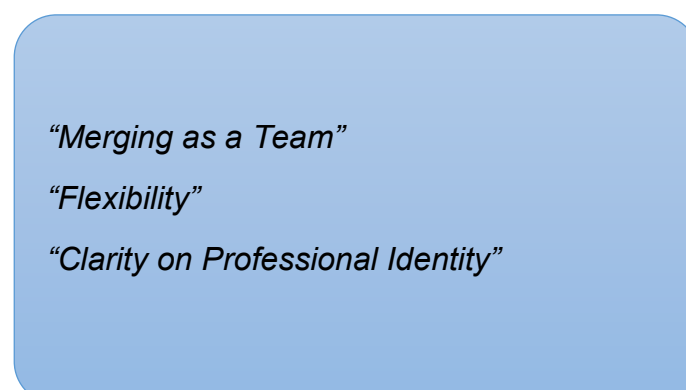 “Merging as a Team”
“Flexibility”
“Clarity on Professional Identity”